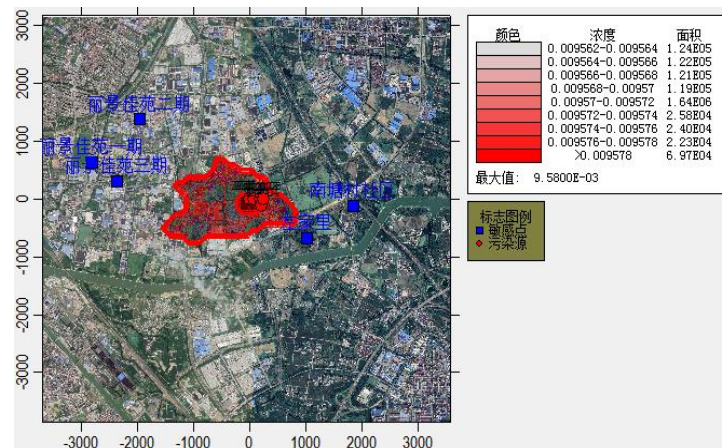 3000
2000
1000
0
-1000
-2000
-3000
-3000 -2000 -1000 0 1000 2000 3000
丽景佳苑二期
丽景佳苑一期
丽景佳苑三期
南塘村社区
颜色 浓度 面积
0.009562-0.009564 1.24E05
0.009564-0.009566 1.22E05
0.009566-0.009568 1.21E05
0.009568-0.00957 1.19E05
0.00957-0.009572 1.64E06
0.009572-0.009574 2.58E04
0.009574-0.009576 2.40E04
0.009576-0.009578 2.23E04
>0.009578 6.97E04
最大值: 9.5800E-03
标志图例
敏感点
污染源